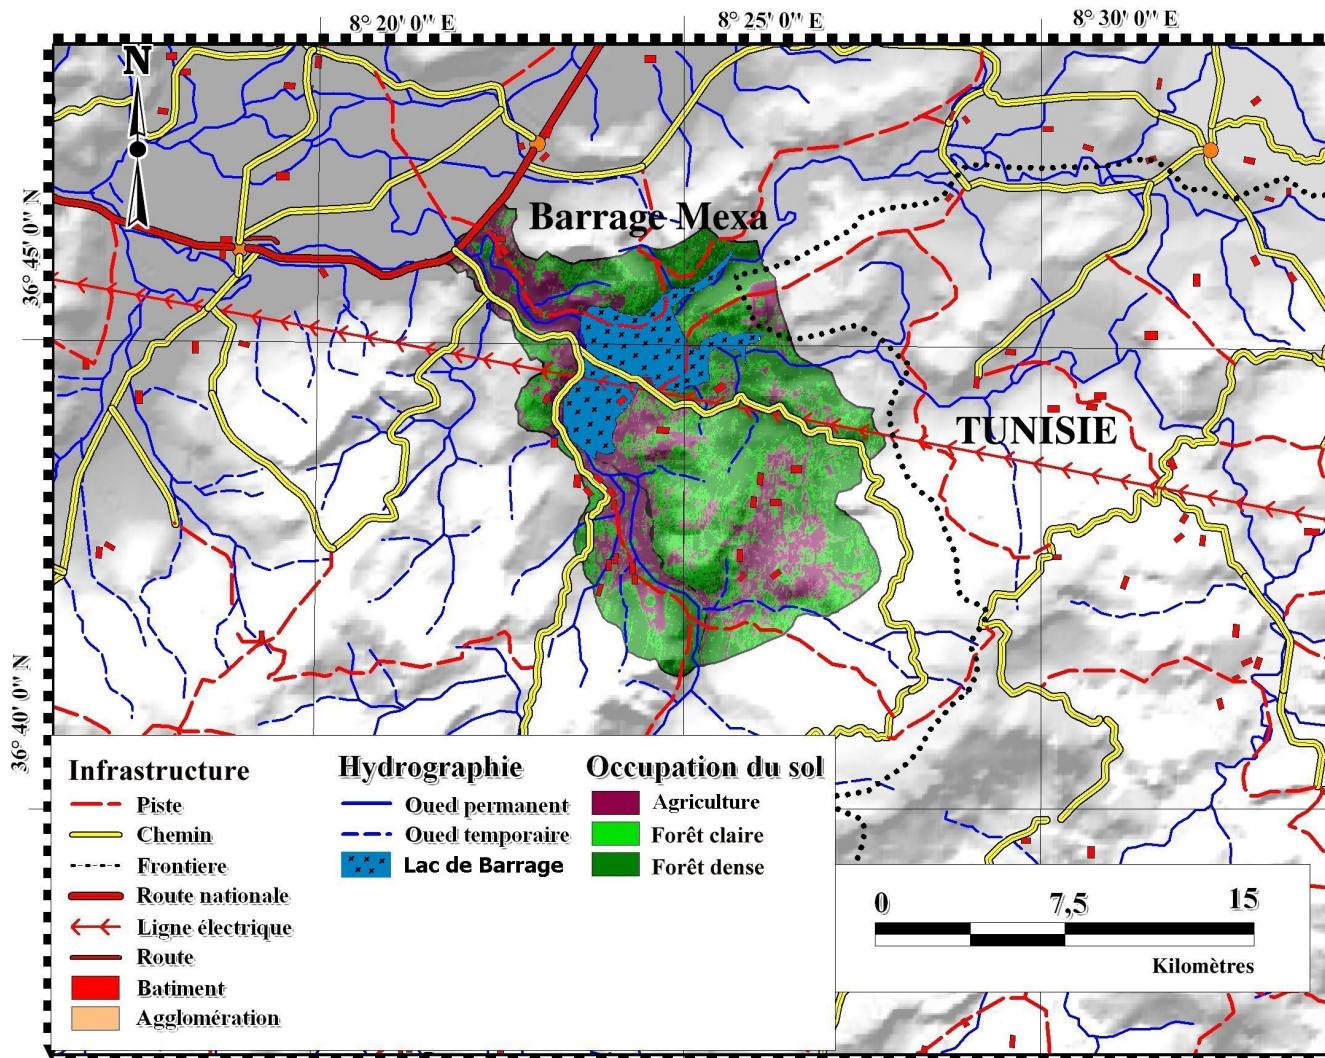 8° 20' 0" E
8° 25' 0" E
8° 30' 0" E
N
36° 45' 0" N
Barrage Mexa
TUNISIE
36° 40' 0" N
Infrastructure
Piste
Chemin
Frontiere
Route nationale
Ligne électrique
Route
Batiment
Agglomération
Hydrographie
Oued permanent
Oued temporaire
Lac de Barrage
Occupation du sol
Agriculture
Forêt claire
Forêt dense
0 7,5 15
Kilomètres